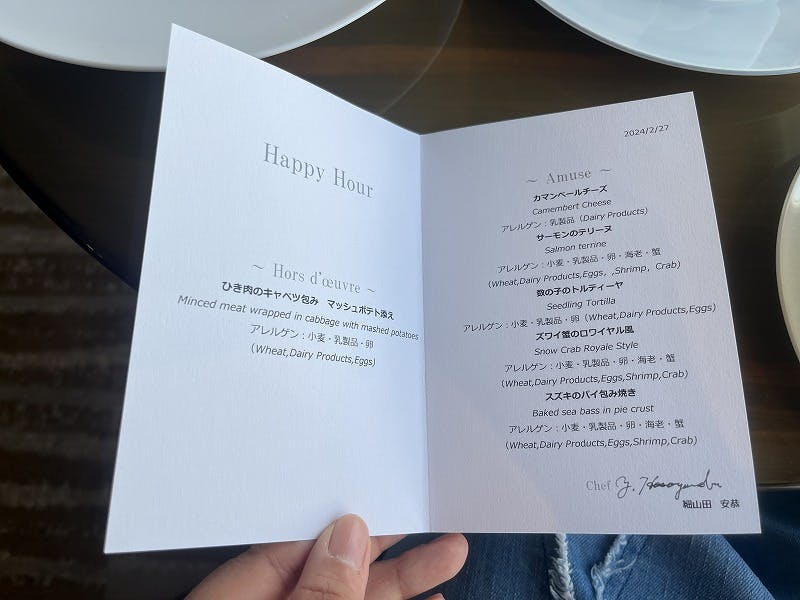 Happy Hour
～ Hors d'œuvre ～
ひき肉のキャベツ包み マッシュポテト添え
Minced meat wrapped in cabbage with mashed potatoes
アレルゲン：小麦・乳製品・卵
（Wheat,Dairy Products,Eggs）
2024/2/27
～ Amuse ～
カマンベールチーズ
Camembert Cheese
アレルゲン：乳製品（Dairy Products）
サーモンのテリーヌ
Salmon terrine
アレルゲン：小麦・乳製品・卵・海老・蟹
（Wheat,Dairy Products,Eggs, ,Shrimp, Crab）
数の子のトルティーヤ
Seedling Tortilla
アレルゲン：小麦・乳製品・卵（Wheat,Dairy Products,Eggs）
ズワイ蟹のロワイヤル風
Snow Crab Royale Style
アレルゲン：小麦・乳製品・卵・海老・蟹
（Wheat,Dairy Products,Eggs,Shrimp,Crab）
スズキのパイ包み焼き
Baked sea bass in pie crust
アレルゲン：小麦・乳製品・卵・海老・蟹
（Wheat,Dairy Products,Eggs,Shrimp,Crab）
Chef Y. Hosoyamada
細山田 安恭